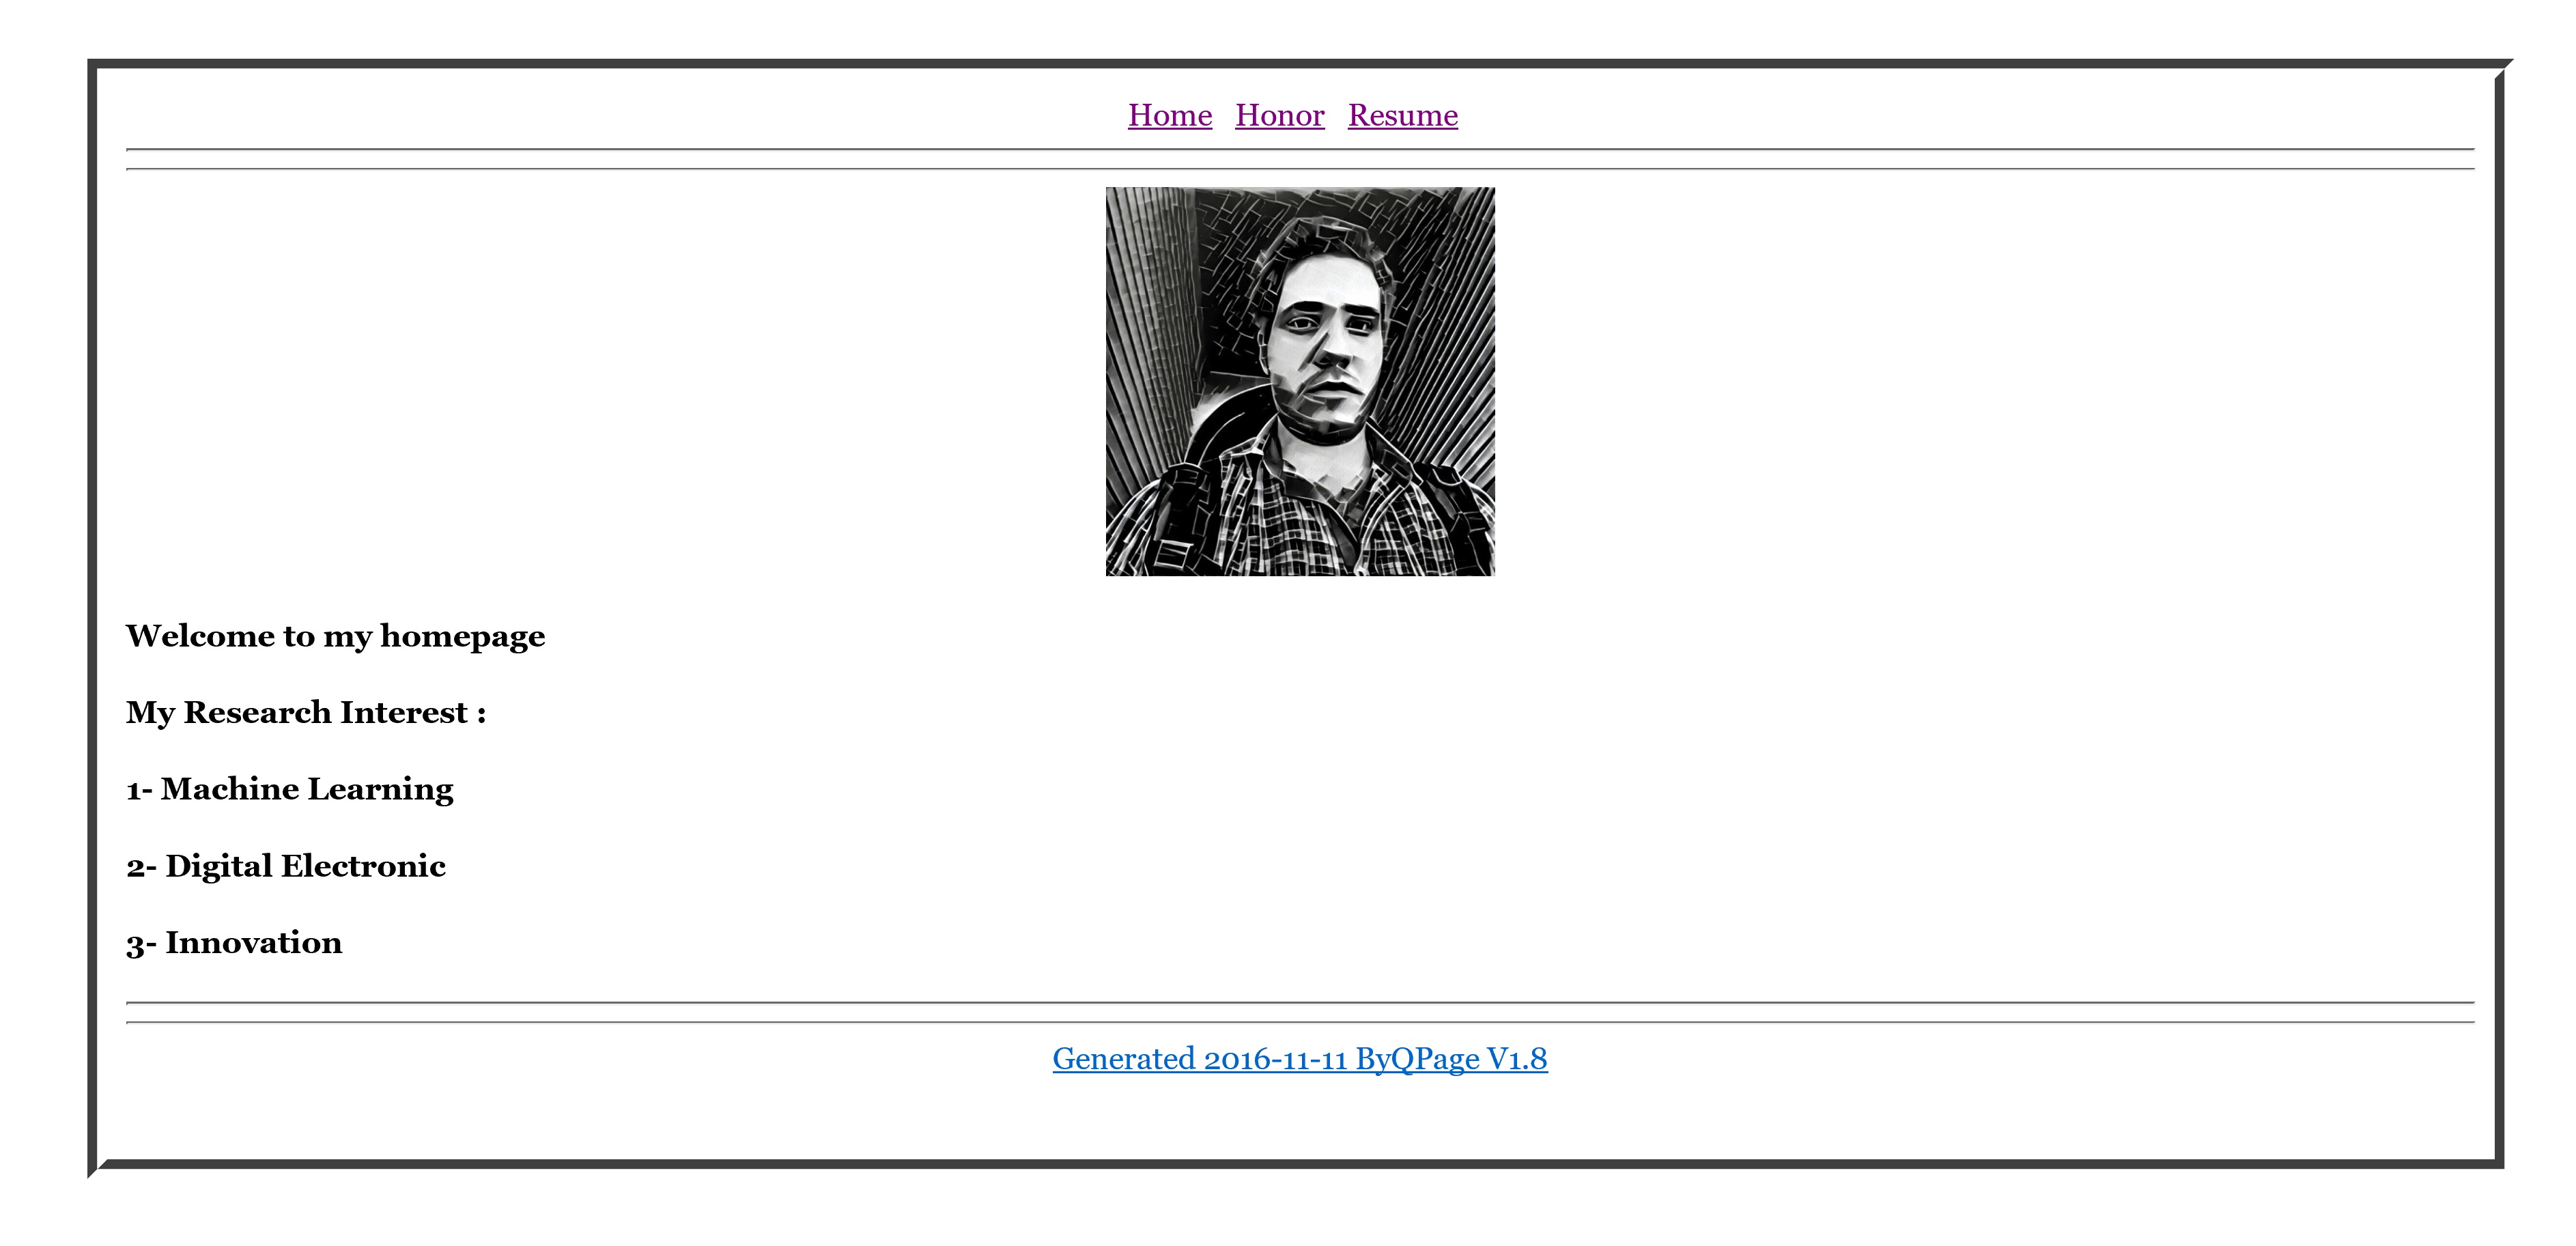 Home Honor Resume
Welcome to my homepage
My Research Interest :
1- Machine Learning
2- Digital Electronic
3- Innovation
Generated 2016-11-11 ByQPage V1.8